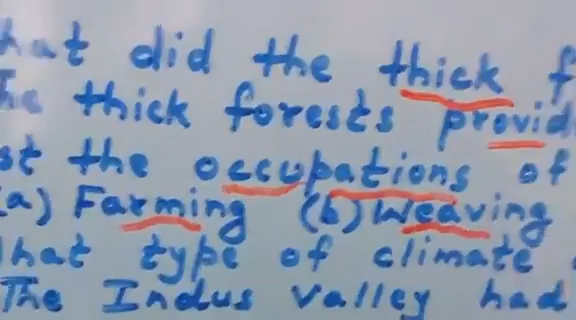 hat did the thick f
he thick forests provid
st the occupations of
(a) Farming (b) Weaving
hat type of climate
The Indus valley had